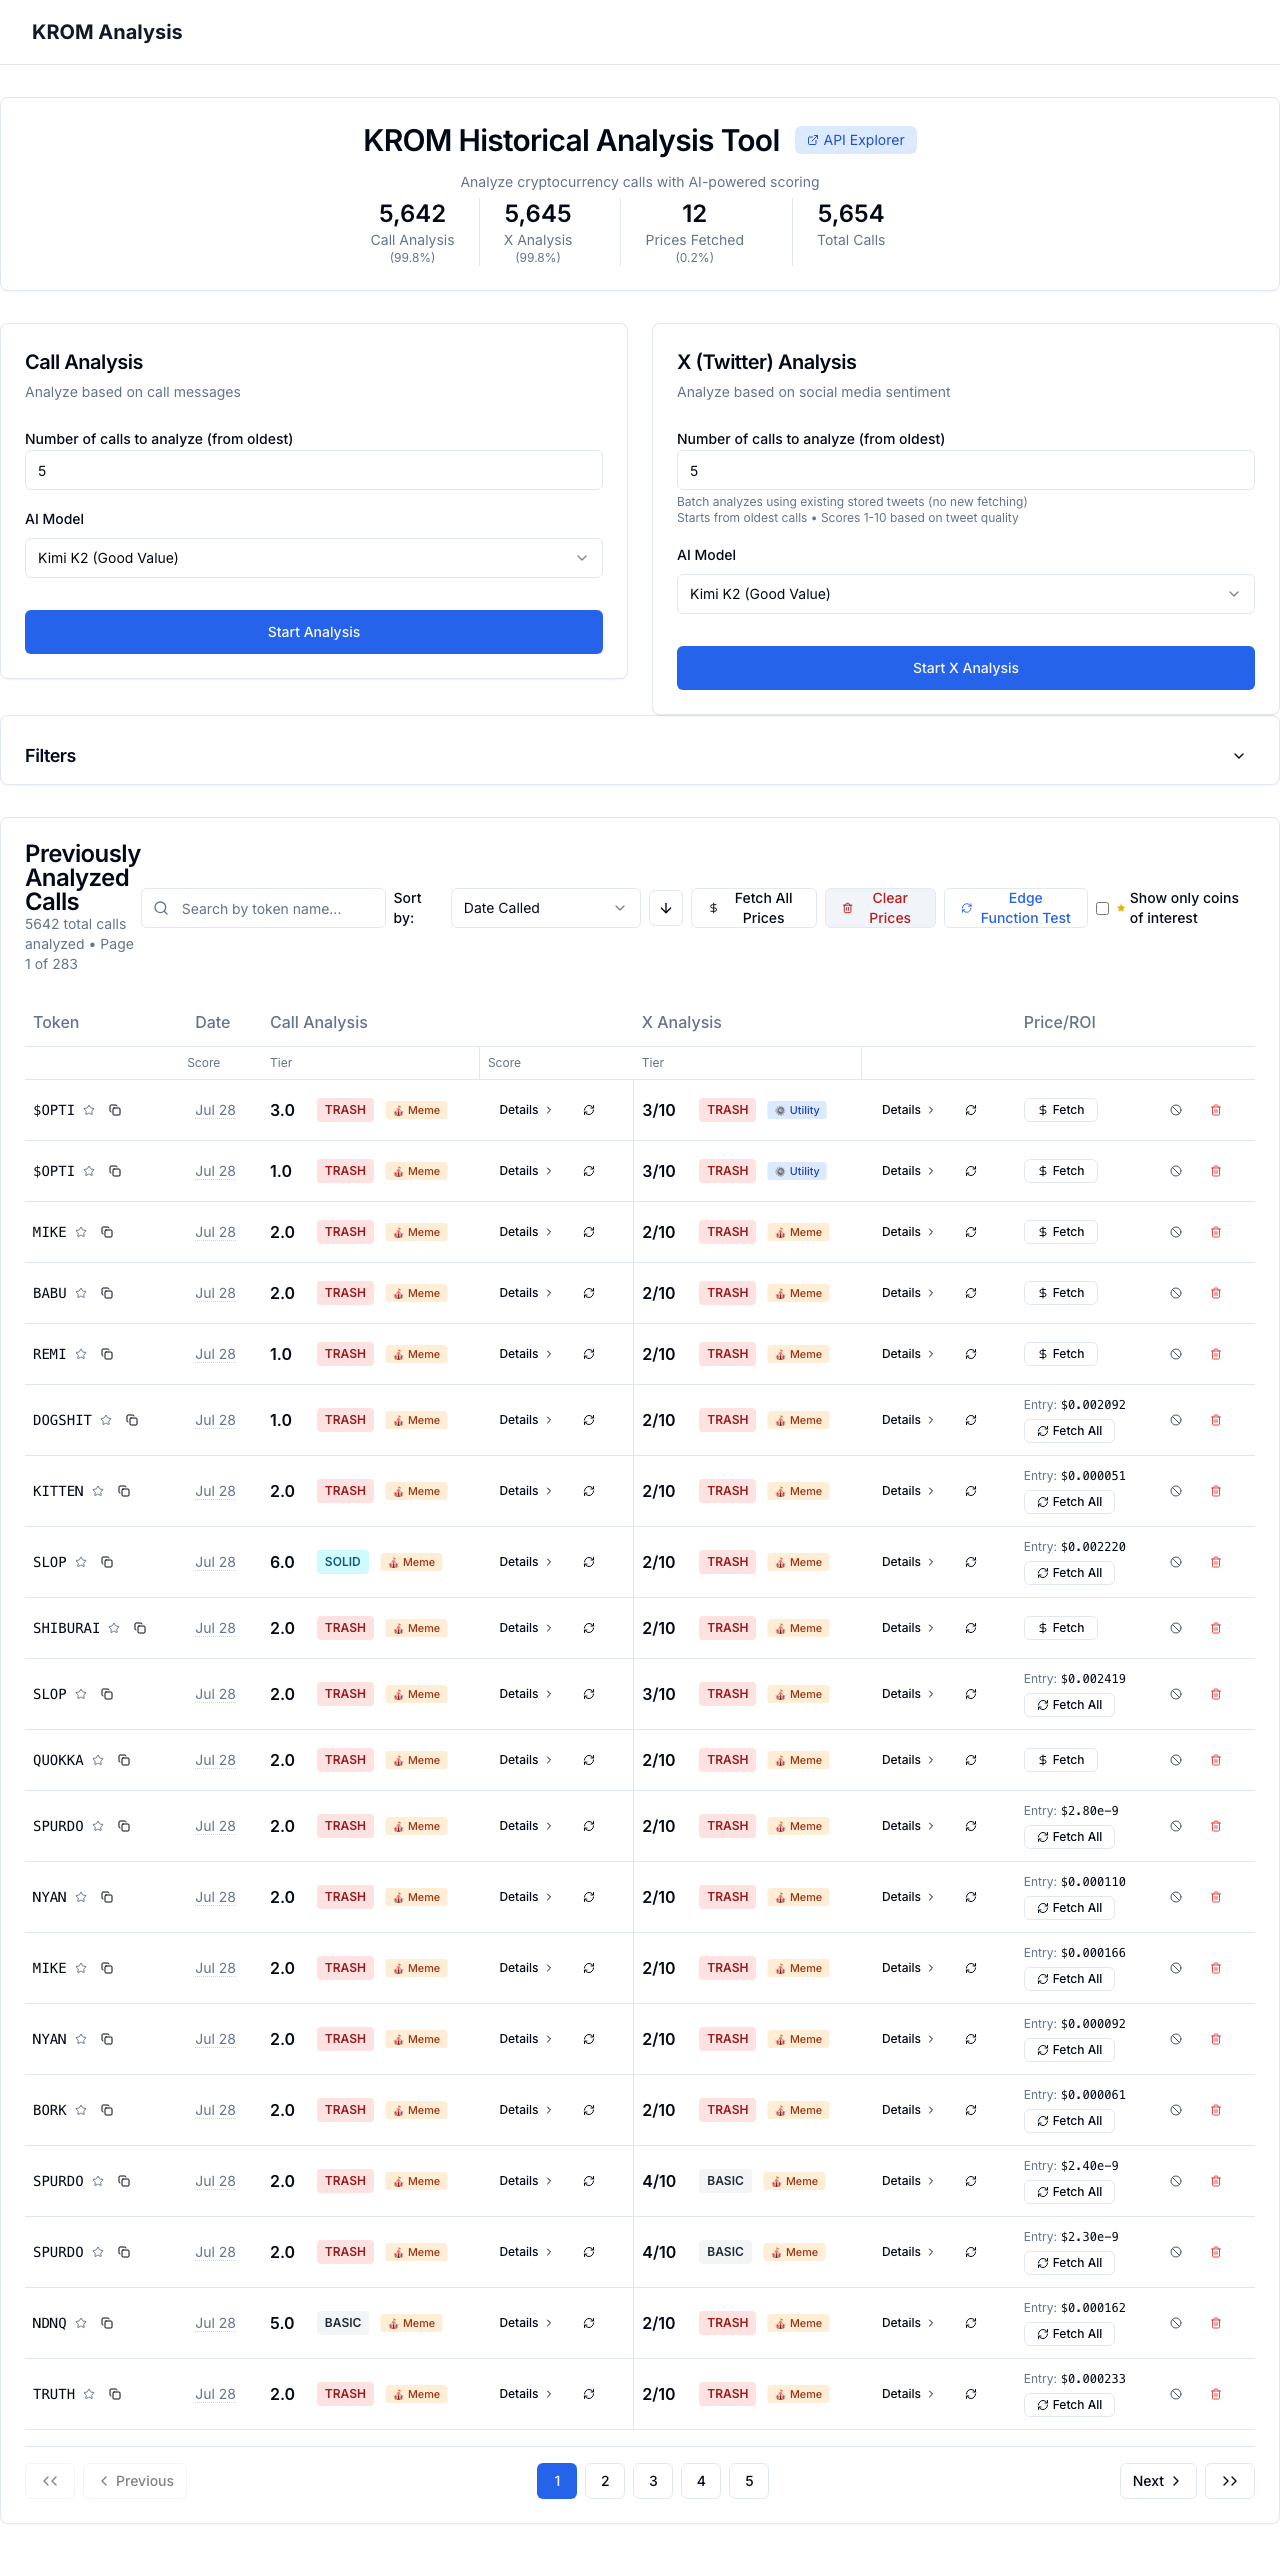 KROM Analysis
KROM Historical Analysis Tool API Explorer
Analyze cryptocurrency calls with AI-powered scoring
5,642 5,645 12 5,654
Call Analysis X Analysis Prices Fetched Total Calls
(99.8%) (99.8%) (0.2%)
Call Analysis
Analyze based on call messages
Number of calls to analyze (from oldest)
5
AI Model
Kimi K2 (Good Value)
Start Analysis
X (Twitter) Analysis
Analyze based on social media sentiment
Number of calls to analyze (from oldest)
5
Batch analyzes using existing stored tweets (no new fetching)
Starts from oldest calls • Scores 1-10 based on tweet quality
AI Model
Kimi K2 (Good Value)
Start X Analysis
Filters
Previously
Analyzed
Calls
5642 total calls
analyzed • Page
1 of 283
Search by token name...
Sort
by:
Date Called
Fetch All
Prices
Clear
Prices
Edge
Function Test
Show only coins
of interest
Token Date Call Analysis X Analysis Price/ROI
Score Tier Score Tier
$OPTI Jul 28 3.0 TRASH Meme Details 3/10 TRASH Utility Details Fetch
$OPTI Jul 28 1.0 TRASH Meme Details 3/10 TRASH Utility Details Fetch
MIKE Jul 28 2.0 TRASH Meme Details 2/10 TRASH Meme Details Fetch
BABU Jul 28 2.0 TRASH Meme Details 2/10 TRASH Meme Details Fetch
REMI Jul 28 1.0 TRASH Meme Details 2/10 TRASH Meme Details Fetch
DOGSHIT Jul 28 1.0 TRASH Meme Details 2/10 TRASH Meme Details Entry: $0.002092
Fetch All
KITTEN Jul 28 2.0 TRASH Meme Details 2/10 TRASH Meme Details Entry: $0.000051
Fetch All
SLOP Jul 28 6.0 SOLID Meme Details 2/10 TRASH Meme Details Entry: $0.002220
Fetch All
SHIBURAI Jul 28 2.0 TRASH Meme Details 2/10 TRASH Meme Details Fetch
SLOP Jul 28 2.0 TRASH Meme Details 3/10 TRASH Meme Details Entry: $0.002419
Fetch All
QUOKKA Jul 28 2.0 TRASH Meme Details 2/10 TRASH Meme Details Fetch
SPURDO Jul 28 2.0 TRASH Meme Details 2/10 TRASH Meme Details Entry: $2.80e-9
Fetch All
NYAN Jul 28 2.0 TRASH Meme Details 2/10 TRASH Meme Details Entry: $0.000110
Fetch All
MIKE Jul 28 2.0 TRASH Meme Details 2/10 TRASH Meme Details Entry: $0.000166
Fetch All
NYAN Jul 28 2.0 TRASH Meme Details 2/10 TRASH Meme Details Entry: $0.000092
Fetch All
BORK Jul 28 2.0 TRASH Meme Details 2/10 TRASH Meme Details Entry: $0.000061
Fetch All
SPURDO Jul 28 2.0 TRASH Meme Details 4/10 BASIC Meme Details Entry: $2.40e-9
Fetch All
SPURDO Jul 28 2.0 TRASH Meme Details 4/10 BASIC Meme Details Entry: $2.30e-9
Fetch All
NDNQ Jul 28 5.0 BASIC Meme Details 2/10 TRASH Meme Details Entry: $0.000162
Fetch All
TRUTH Jul 28 2.0 TRASH Meme Details 2/10 TRASH Meme Details Entry: $0.000233
Fetch All
Previous 1 2 3 4 5 Next